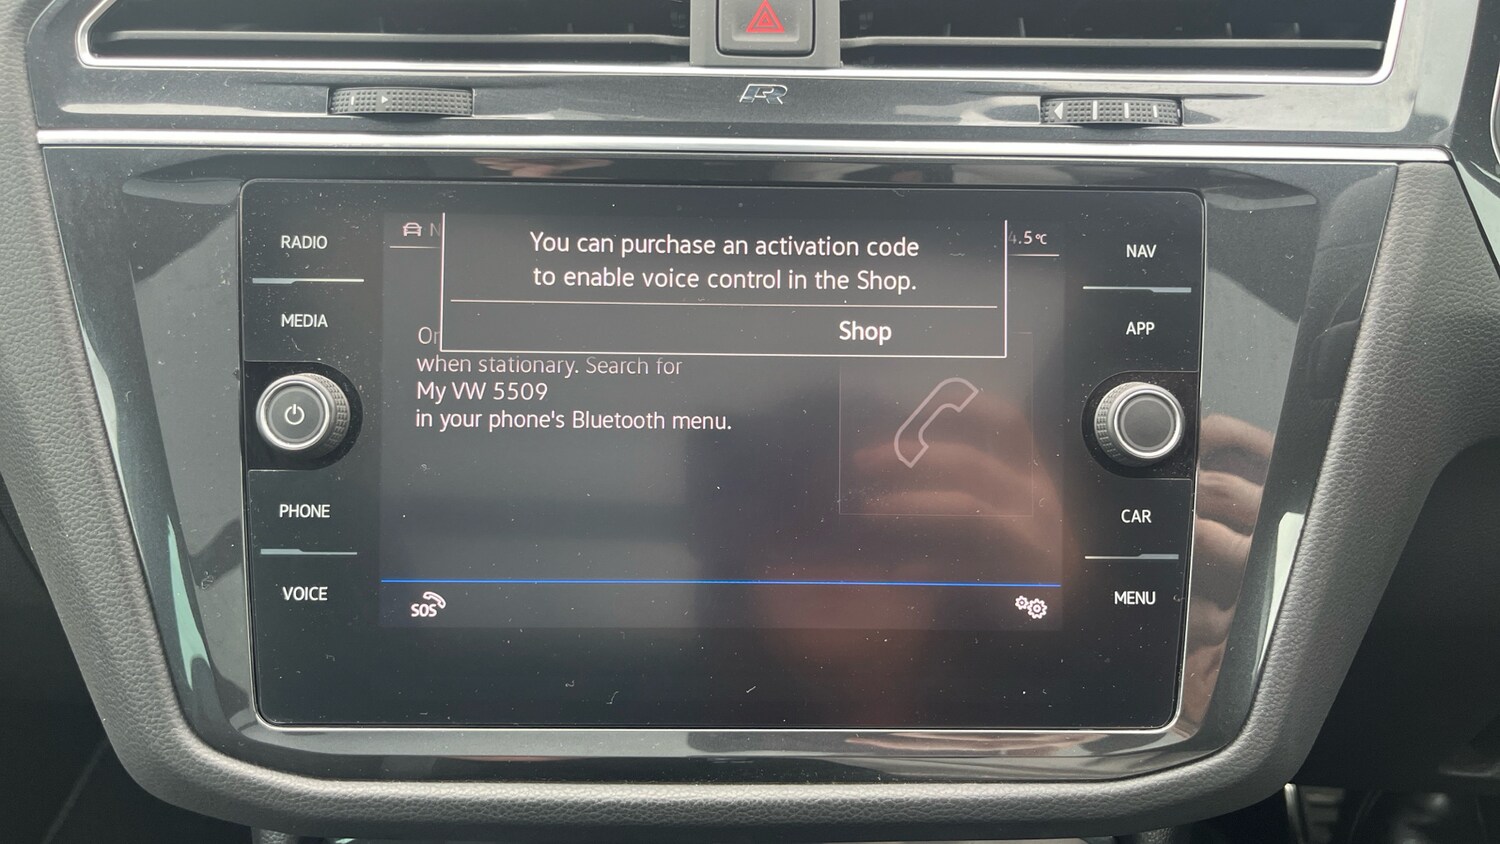 R
RADIO
MEDIA
PHONE
VOICE
You can purchase an activation code
to enable voice control in the Shop.
Shop
4.5°C
when stationary. Search for
My VW 5509
in your phone's Bluetooth menu.
SOS
NAV
APP
CAR
MENU